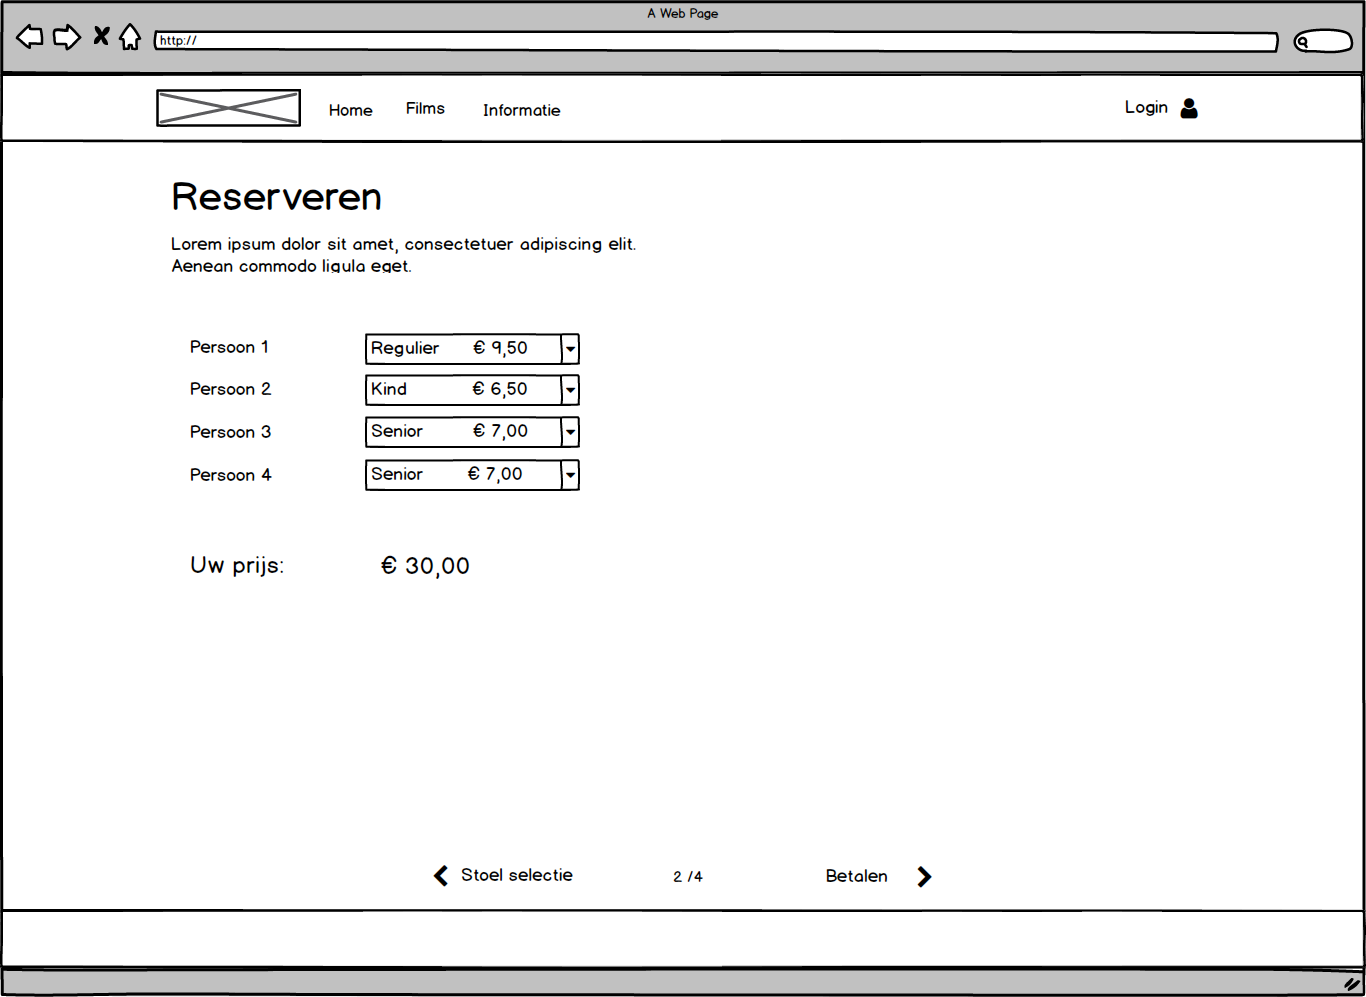 A Web Page
http://
Home Films Informatie Login
Reserveren
Lorem ipsum dolor sit amet, consectetuer adipiscing elit.
Aenean commodo ligula eget.
Persoon 1 Regulier € 9,50
Persoon 2 Kind € 6,50
Persoon 3 Senior € 7,00
Persoon 4 Senior € 7,00
Uw prijs: € 30,00
Stoel selectie 2 /4 Betalen